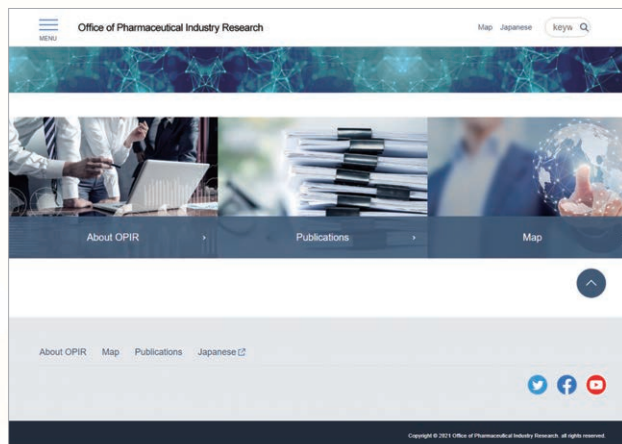 MENU
Office of Pharmaceutical Industry Research
Map Japanese keyw
About OPIR › Publications › Map
About OPIR Map Publications Japanese
Copyright © 2021 Office of Pharmaceutical Industry Research. all rights reserved.